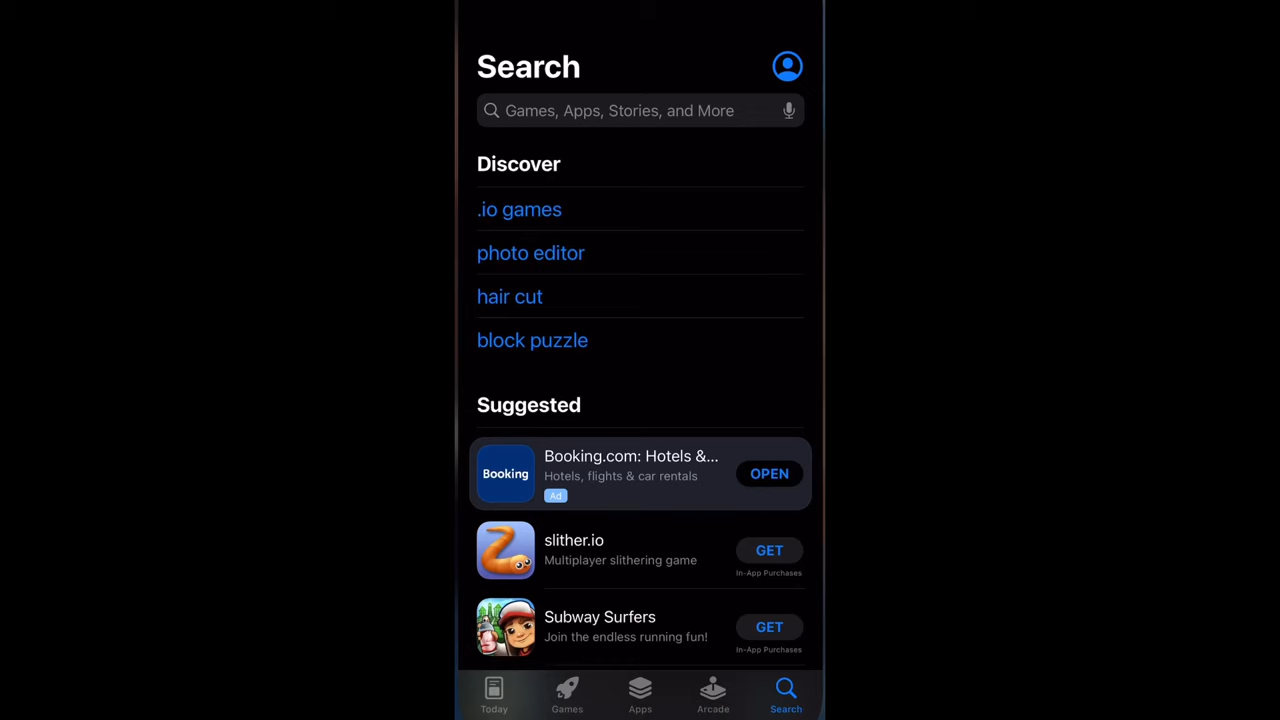 Search
Games, Apps, Stories, and More
Discover
.io games
photo editor
hair cut
block puzzle
Suggested
Booking
Booking.com: Hotels &...
Hotels, flights & car rentals
Ad
OPEN
slither.io
Multiplayer slithering game
GET
In-App Purchases
Subway Surfers
Join the endless running fun!
GET
In-App Purchases
Today
Games
Apps
Arcade
Search